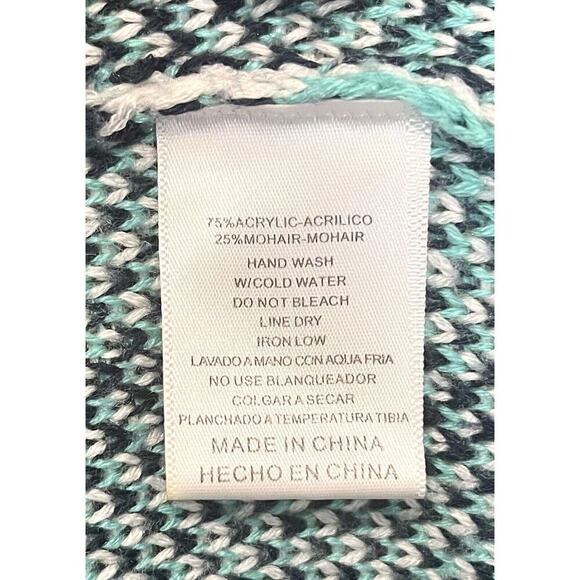 75%ACRYLIC-ACRILICO
25%MOHAIR-MOHAIR
HAND WASH
W/COLD WATER
DO NOT BLEACH
LINE DRY
IRON LOW
LAVADO A MANO CON AQUA FRIA
NO USE BLANQUEADOR
COLGAR A SECAR
PLANCHADO A TEMPERATURA TIBIA
MADE IN CHINA
HECHO EN CHINA